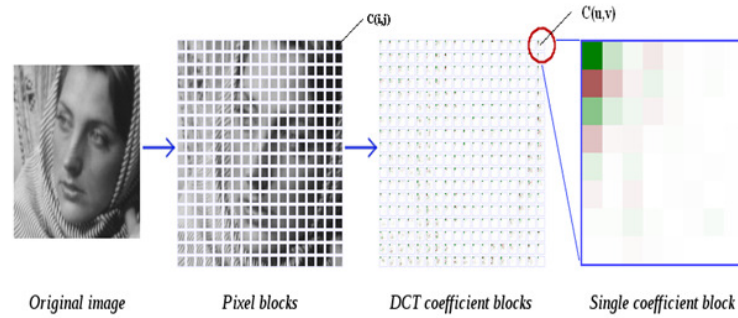 C(i,j)
C(u,v)
Original image
Pixel blocks
DCT coefficient blocks
Single coefficient block